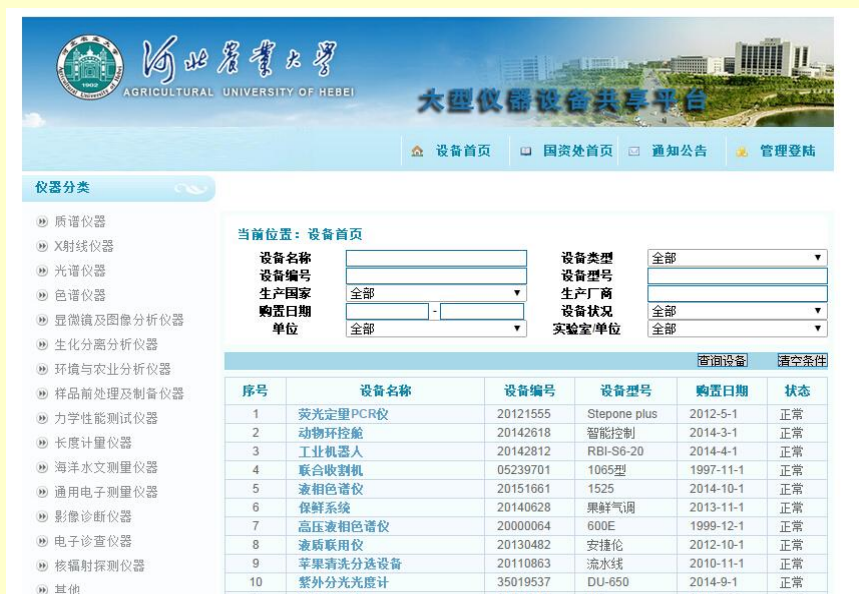 河北農業大學
AGRICULTURAL UNIVERSITY OF HEBEI
1902
大型仪器设备共享平台
设备首页 国资处首页 通知公告 管理登陆
仪器分类
质谱仪器
X射线仪器
光谱仪器
色谱仪器
显微镜及图像分析仪器
生化分离分析仪器
环境与农业分析仪器
样品前处理及制备仪器
力学性能测试仪器
长度计量仪器
海洋水文测量仪器
通用电子测量仪器
影像诊断仪器
电子诊查仪器
核辐射探测仪器
其他
当前位置：设备首页
设备名称 设备类型 全部
设备编号 设备型号
生产国家 全部 生产厂商
购置日期 - 设备状况 全部
单位 全部 实验室/单位 全部
查询设备 清空条件
序号 设备名称 设备编号 设备型号 购置日期 状态
1 荧光定量PCR仪 20121555 Stepone plus 2012-5-1 正常
2 动物环控舱 20142618 智能控制 2014-3-1 正常
3 工业机器人 20142812 RBI-S6-20 2014-4-1 正常
4 联合收割机 05239701 1065型 1997-11-1 正常
5 液相色谱仪 20151661 1525 2014-10-1 正常
6 保鲜系统 20140628 果鲜气调 2013-11-1 正常
7 高压液相色谱仪 20000064 600E 1999-12-1 正常
8 液质联用仪 20130482 安捷伦 2012-10-1 正常
9 苹果清洗分选设备 20110863 流水线 2010-11-1 正常
10 紫外分光光度计 35019537 DU-650 2014-9-1 正常